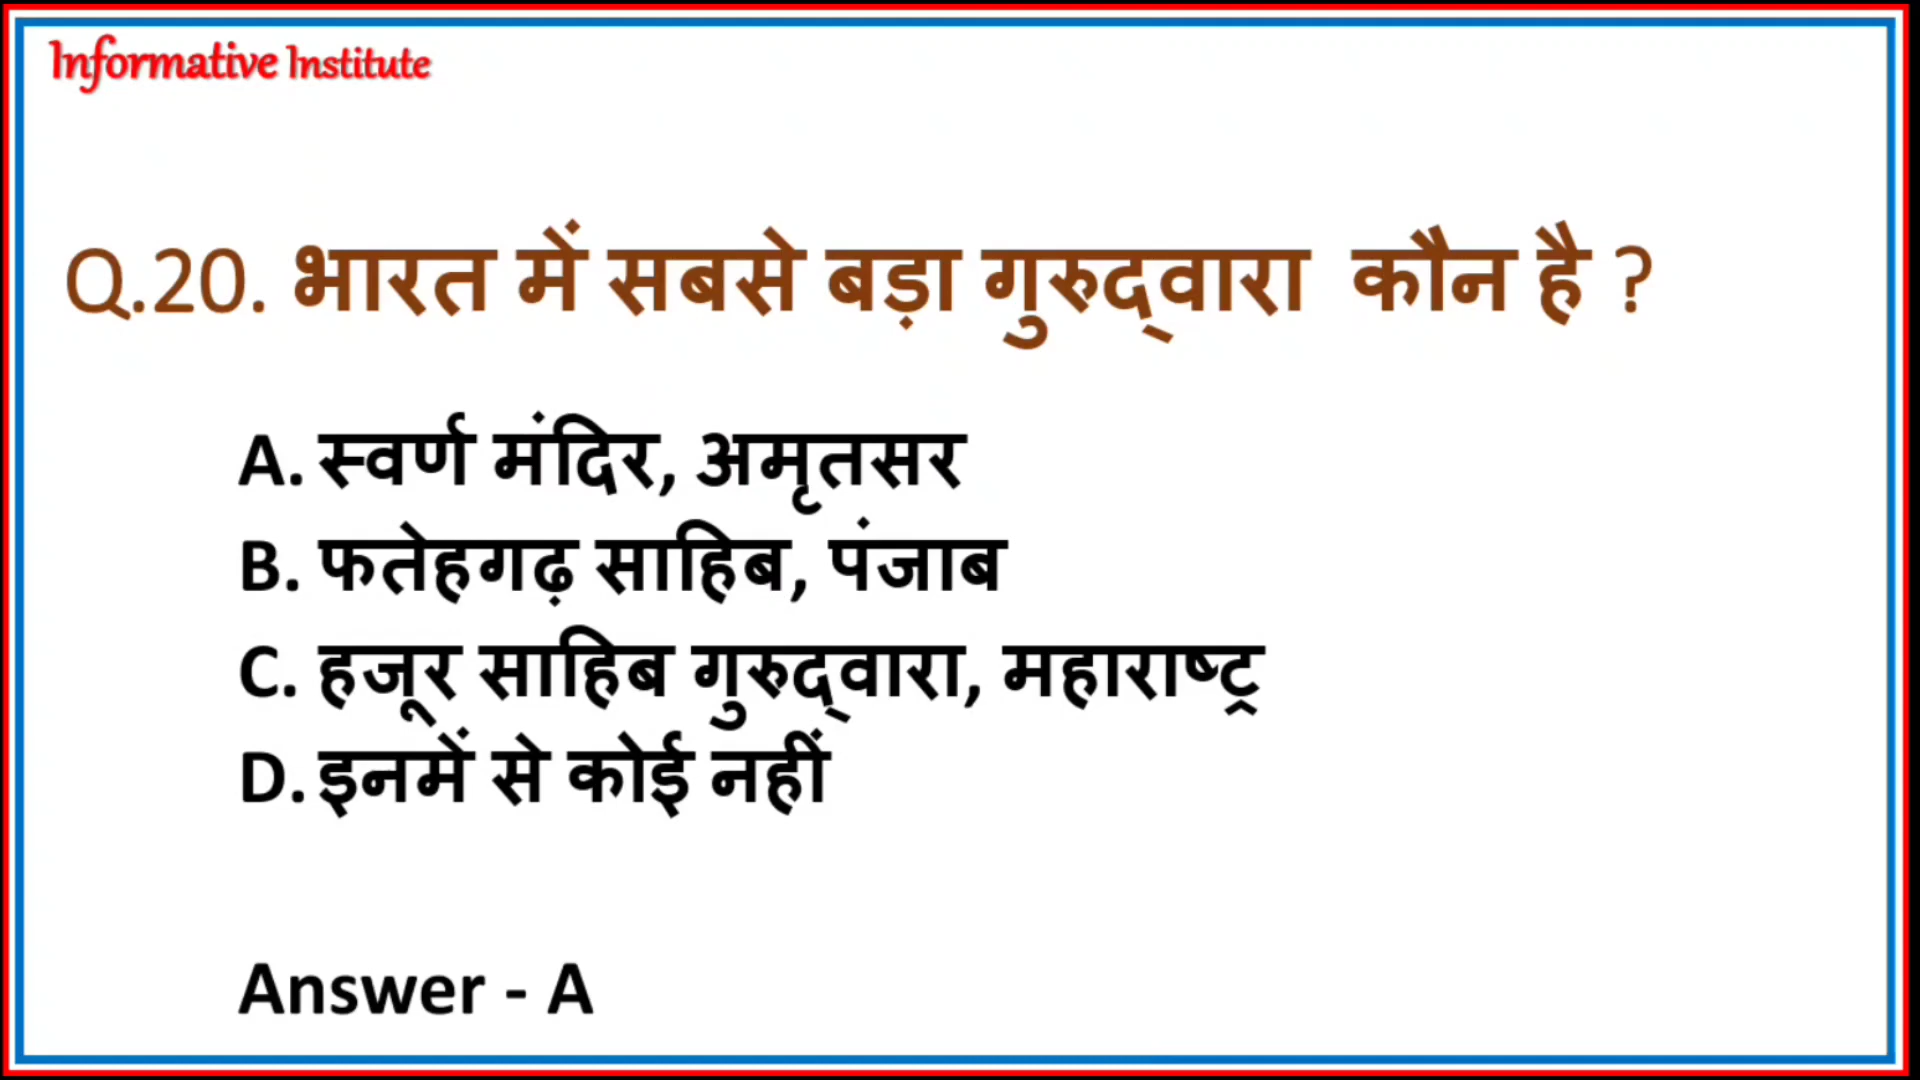 Informative Institute
Q.20. भारत में सबसे बड़ा गुरुद्‌वारा कौन है ?
A. स्वर्ण मंदिर, अमृतसर
B. फतेहगढ़ साहिब, पंजाब
C. हजूर साहिब गुरुद्‌वारा, महाराष्ट्र
D. इनमें से कोई नहीं
Answer - A